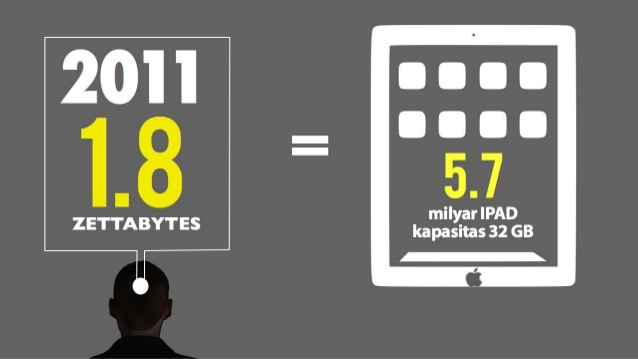 2011
1.8
ZETTABYTES
=
5.7
milyar IPAD
kapasitas 32 GB